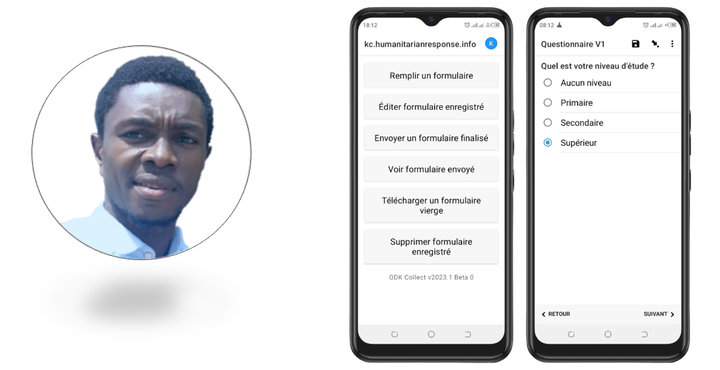 18:12
kc.humanitarianresponse.info
K
Remplir un formulaire
Éditer formulaire enregistré
Envoyer un formulaire finalisé
Voir formulaire envoyé
Télécharger un formulaire
vierge
Supprimer formulaire
enregistré
ODK Collect v2023.1 Beta 0
08:12
Questionnaire V1
Quel est votre niveau d'étude ?
Aucun niveau
Primaire
Secondaire
Supérieur
RETOUR
SUIVANT